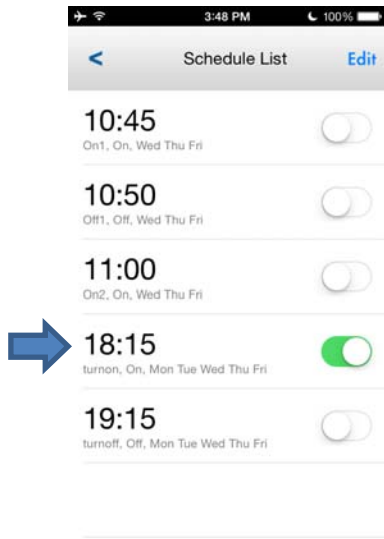 3:48 PM 100%
< Schedule List Edit
10:45
On1, On, Wed Thu Fri
10:50
Off1, Off, Wed Thu Fri
11:00
On2, On, Wed Thu Fri
18:15
turnon, On, Mon Tue Wed Thu Fri
19:15
turnoff, Off, Mon Tue Wed Thu Fri